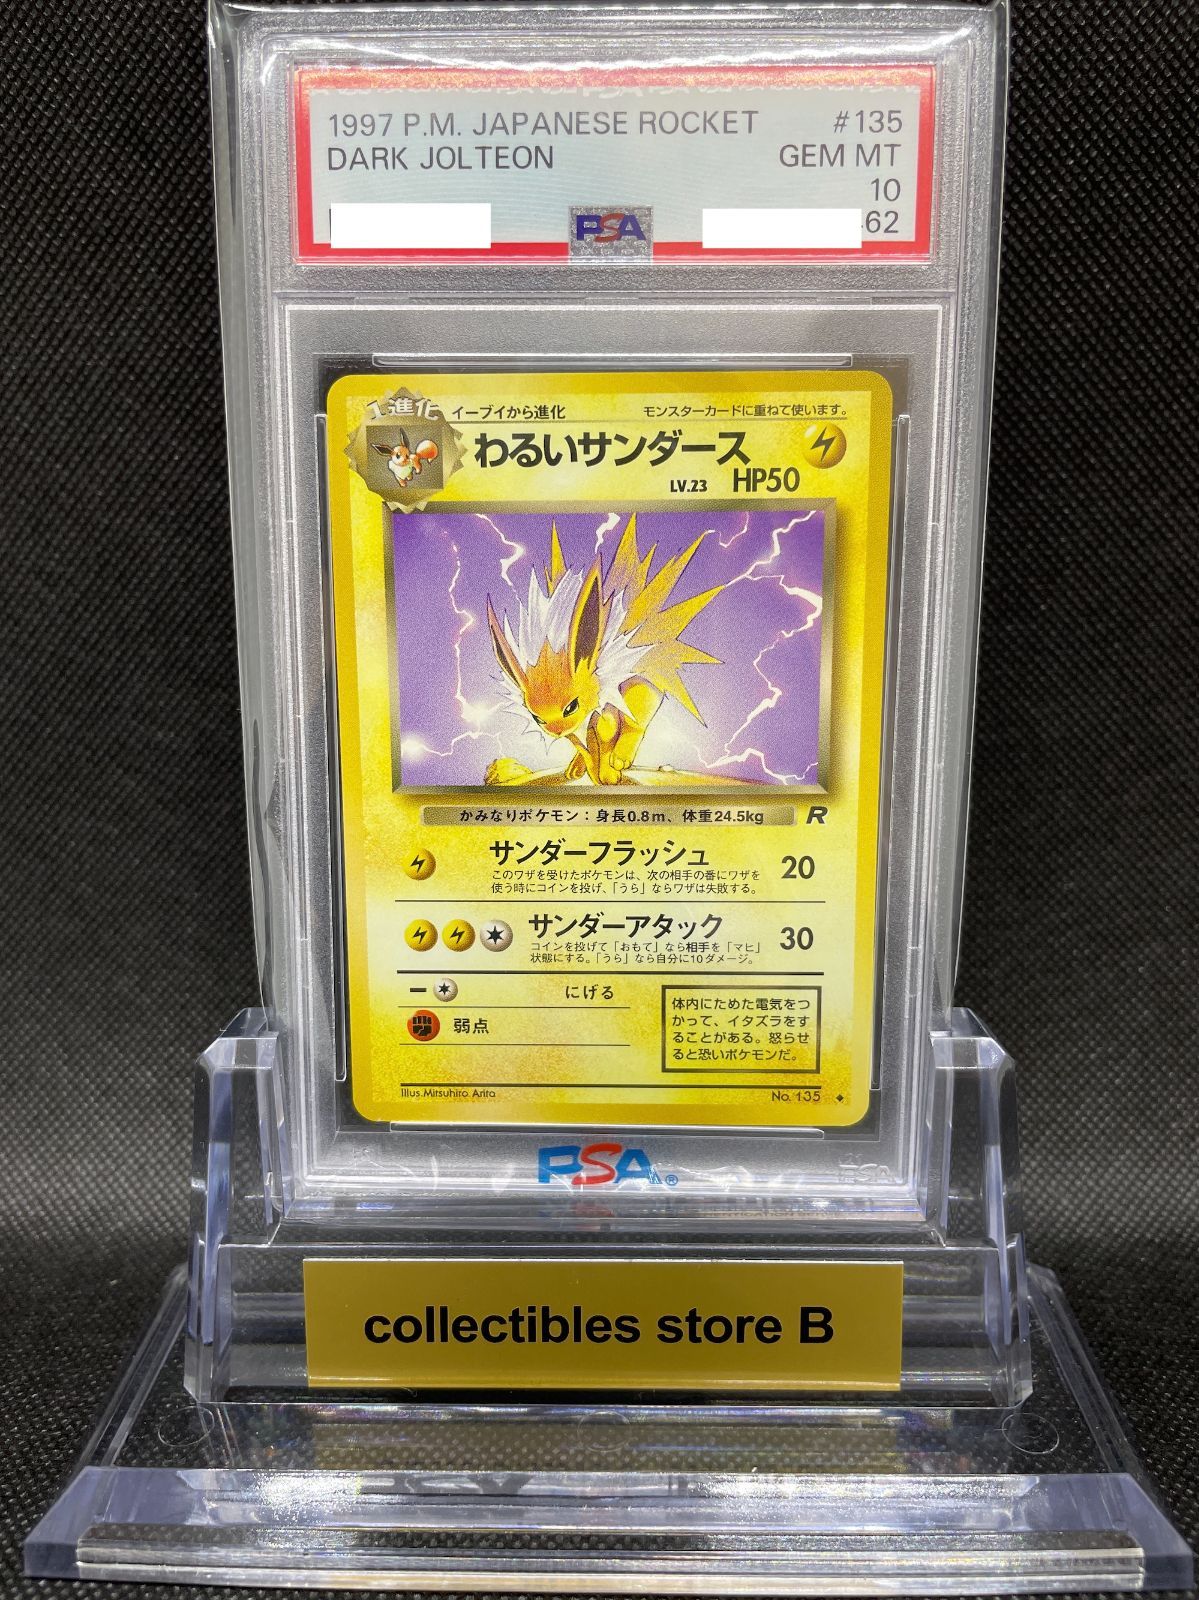 1997 P.M. JAPANESE ROCKET #135
DARK JOLTEON GEM MT
10
62
PSA
1進化 イーブイから進化 モンスターカードに重ねて使います。
わるいサンダース
LV.23 HP50
かみなりポケモン：身長0.8m、体重24.5kg R
サンダーフラッシュ 20
このワザを受けたポケモンは、次の相手の番にワザを
使う時にコインを投げ、「うら」ならワザは失敗する。
サンダーアタック 30
コインを投げて「おもて」なら相手を「マヒ」
状態にする。「うら」なら自分に10ダメージ。
にげる
弱点
体内にためた電気をつ
かって、イタズラをす
ることがある。怒らせ
ると恐いポケモンだ。
Illus.Mitsuhiro Arita No. 135 ◆
PSA® PSA
collectibles store B